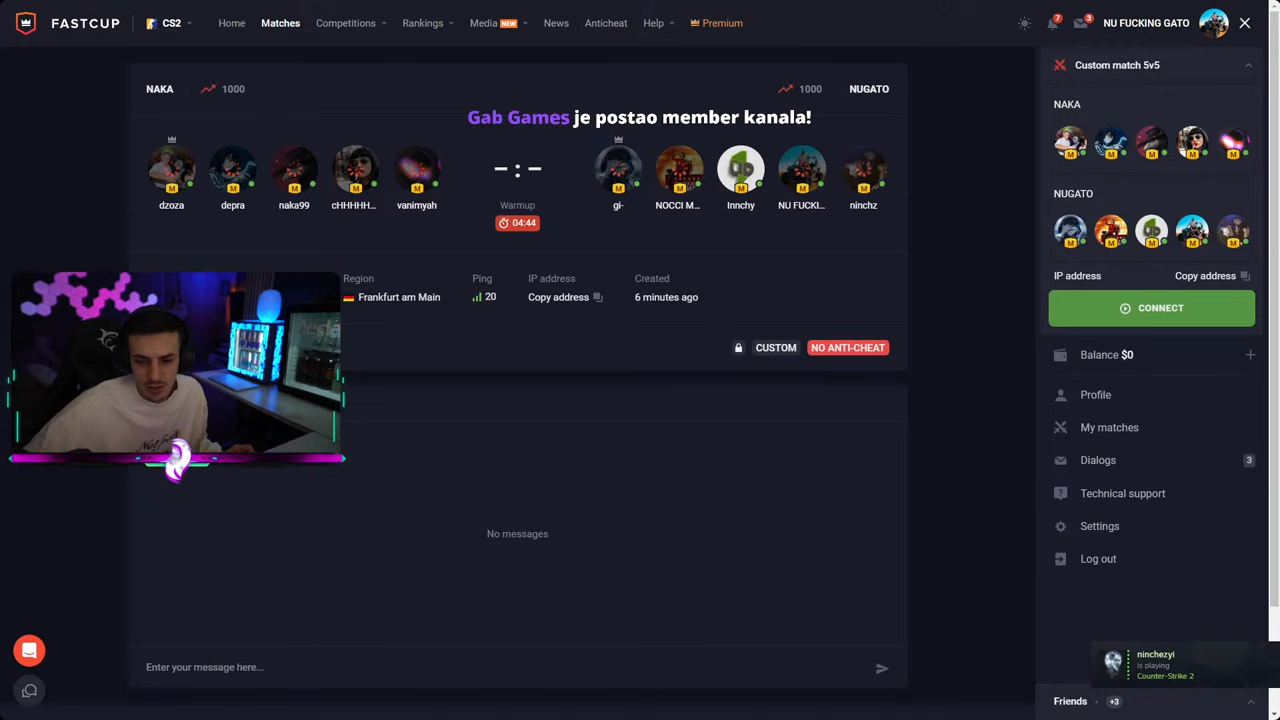 FASTCUP
CS2
Home
Matches
Competitions
Rankings
Media NEW
News
Anticheat
Help
Premium
7
3
NU FUCKING GATO
NAKA
1000
1000
NUGATO
Gab Games je postao member kanala!
M
M
M
M
M
– : –
M
M
M
M
M
dzoza
depra
naka99
cHHHHH...
vanimyah
Warmup
gi-
NOCCI M...
Innchy
NU FUCKI...
ninchz
04:44
Region
Ping
IP address
Created
Frankfurt am Main
20
Copy address
6 minutes ago
CUSTOM
NO ANTI-CHEAT
No messages
Enter your message here...
Custom match 5v5
NAKA
M
M
M
M
M
NUGATO
M
M
M
M
M
IP address
Copy address
CONNECT
Balance $0
Profile
My matches
Dialogs
3
Technical support
Settings
Log out
ninchezyi
is playing
Counter-Strike 2
Friends
+3